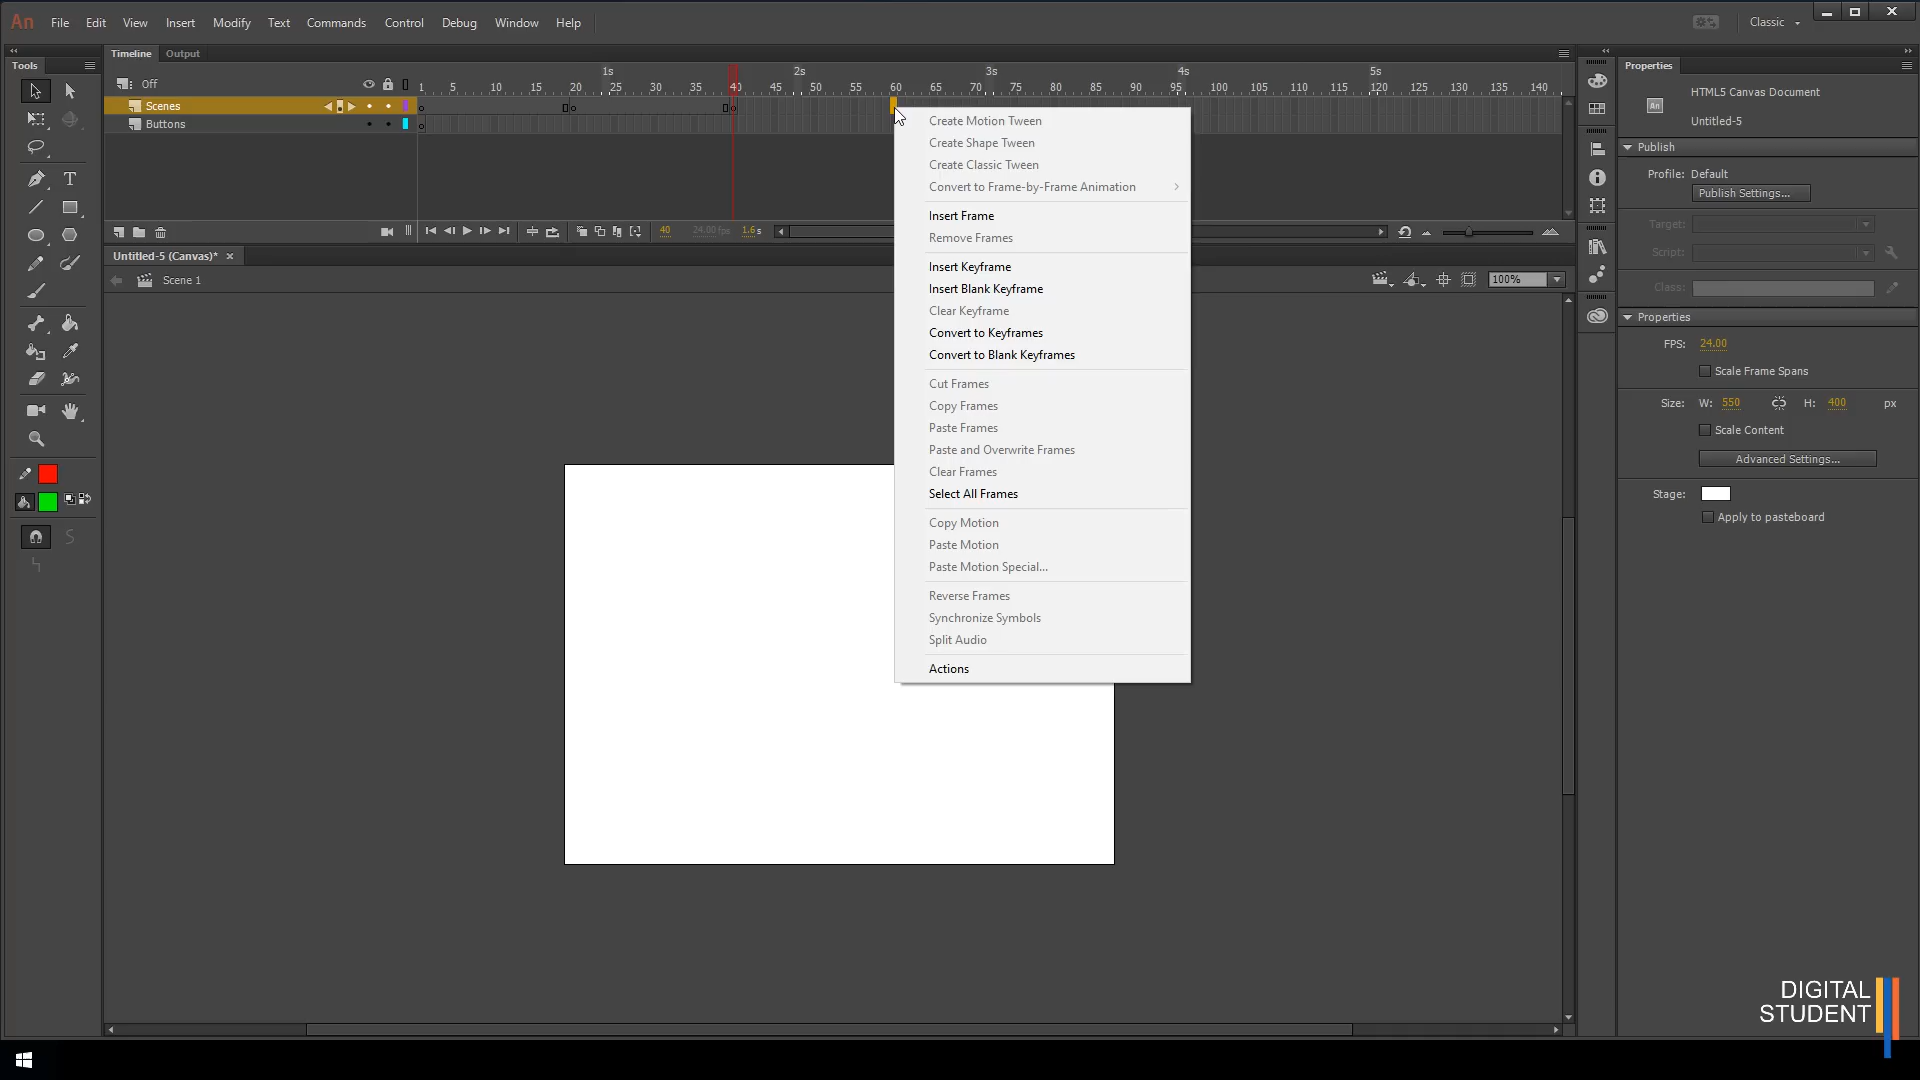 An File Edit View Insert Modify Text Commands Control Debug Window Help Classic
Tools
Timeline Output
Off
1s 2s 3s 4s 5s
1 5 10 15 20 25 30 35 40 45 50 55 60 65 70 75 80 85 90 95 100 105 110 115 120 125 130 135 140
Scenes
Buttons
40 24.00 fps 1.6 s
Untitled-5 (Canvas)*
Scene 1
100%
Create Motion Tween
Create Shape Tween
Create Classic Tween
Convert to Frame-by-Frame Animation
Insert Frame
Remove Frames
Insert Keyframe
Insert Blank Keyframe
Clear Keyframe
Convert to Keyframes
Convert to Blank Keyframes
Cut Frames
Copy Frames
Paste Frames
Paste and Overwrite Frames
Clear Frames
Select All Frames
Copy Motion
Paste Motion
Paste Motion Special...
Reverse Frames
Synchronize Symbols
Split Audio
Actions
Properties
HTML5 Canvas Document
An
Untitled-5
Publish
Profile: Default
Publish Settings...
Target:
Script:
Class:
Properties
FPS: 24.00
Scale Frame Spans
Size: W: 550 H: 400 px
Scale Content
Advanced Settings...
Stage:
Apply to pasteboard
DIGITAL
STUDENT